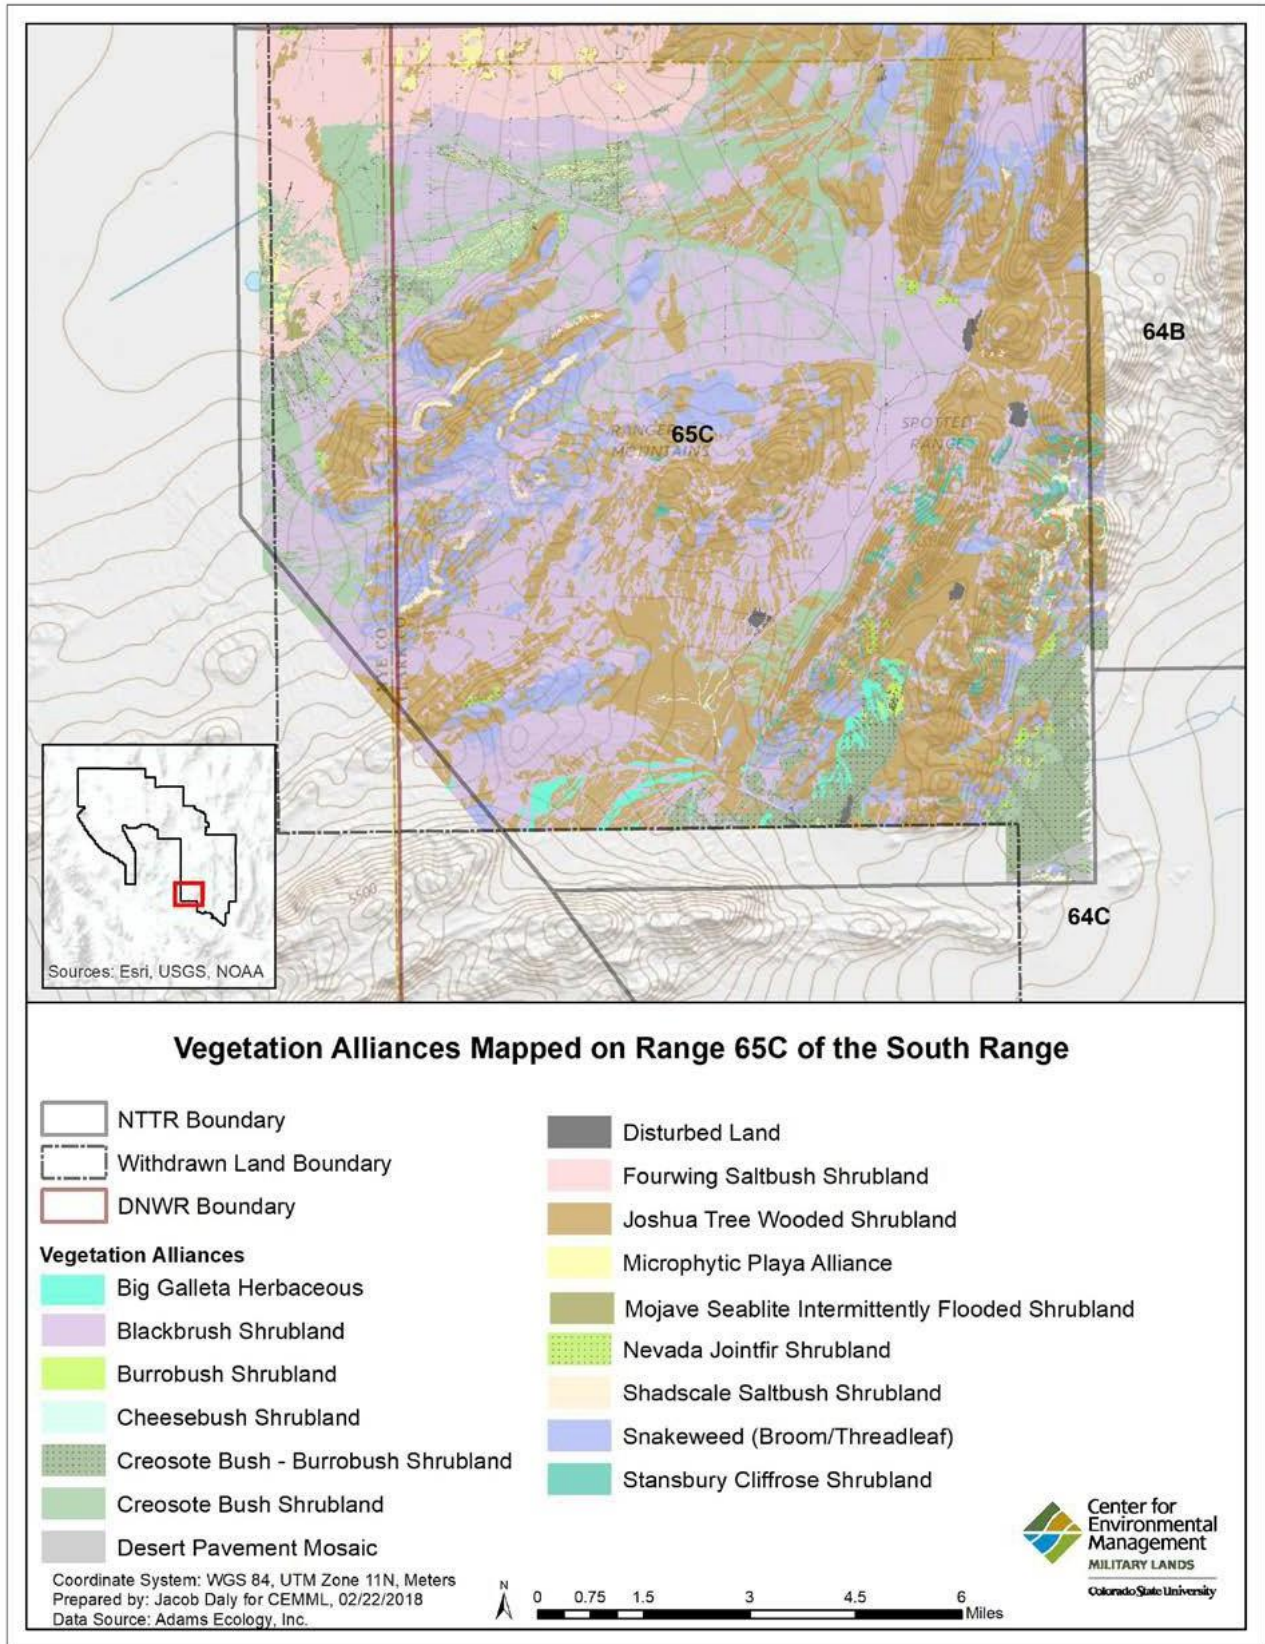 6000
64B
SPOTTED
RANGE
65C
MOUNTAINS
NYE CO
5500
64C
Sources: Esri, USGS, NOAA
Vegetation Alliances Mapped on Range 65C of the South Range
NTTR Boundary
Withdrawn Land Boundary
DNWR Boundary
Vegetation Alliances
Big Galleta Herbaceous
Blackbrush Shrubland
Burrobush Shrubland
Cheesebush Shrubland
Creosote Bush - Burrobush Shrubland
Creosote Bush Shrubland
Desert Pavement Mosaic
Disturbed Land
Fourwing Saltbush Shrubland
Joshua Tree Wooded Shrubland
Microphytic Playa Alliance
Mojave Seablite Intermittently Flooded Shrubland
Nevada Jointfir Shrubland
Shadscale Saltbush Shrubland
Snakeweed (Broom/Threadleaf)
Stansbury Cliffrose Shrubland
Coordinate System: WGS 84, UTM Zone 11N, Meters
Prepared by: Jacob Daly for CEMML, 02/22/2018
Data Source: Adams Ecology, Inc.
N
0 0.75 1.5 3 4.5 6
Miles
Center for
Environmental
Management
MILITARY LANDS
Colorado State University